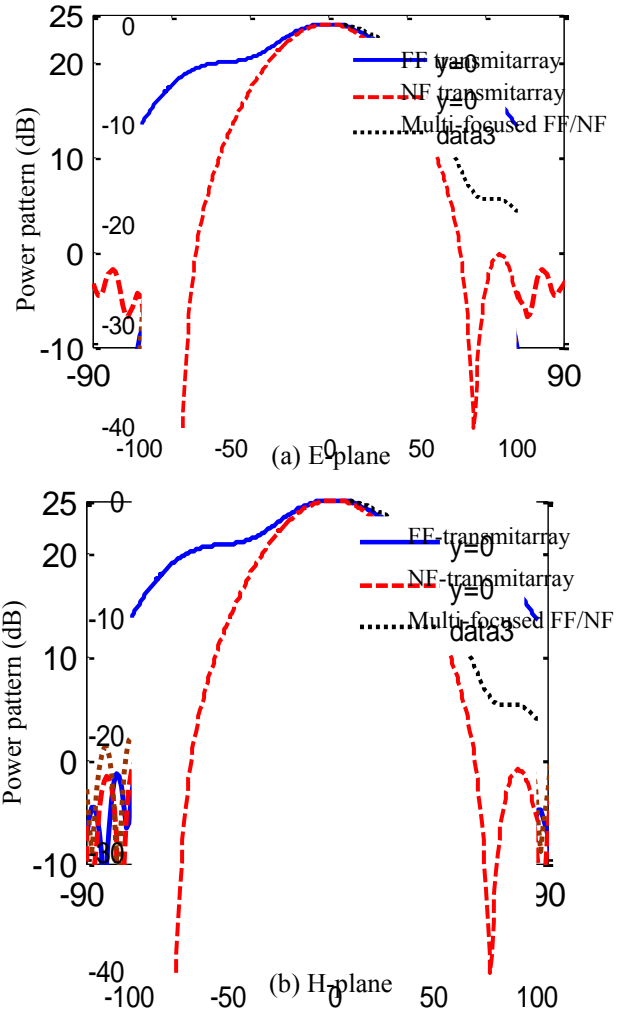 25
0
20
-10
10
-20
0
-30
-10
-90
90
-40
-100
-50
0
50
100
Power pattern (dB)
FF transmitarray
y=0
NF transmitarray
y=0
Multi-focused FF/NF
data3
(a) E-plane
25
0
20
-10
10
-20
0
-30
-10
-90
90
-40
-100
-50
0
50
100
Power pattern (dB)
FF-transmitarray
y=0
NF-transmitarray
y=0
Multi-focused FF/NF
data3
(b) H-plane